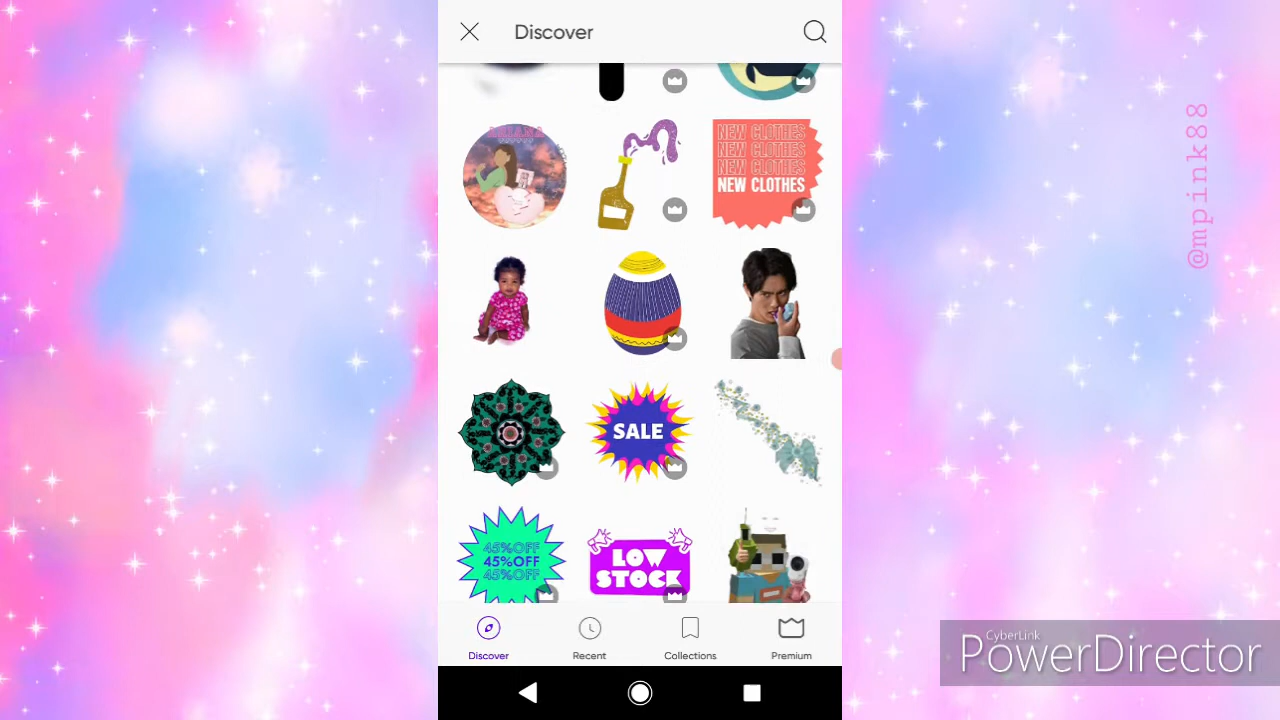 Discover
ARIANA
NEW CLOTHES
NEW CLOTHES
NEW CLOTHES
NEW CLOTHES
SALE
45%OFF
45%OFF
45%OFF
LOW
STOCK
Discover
Recent
Collections
Premium
@mpink88
CyberLink
PowerDirector